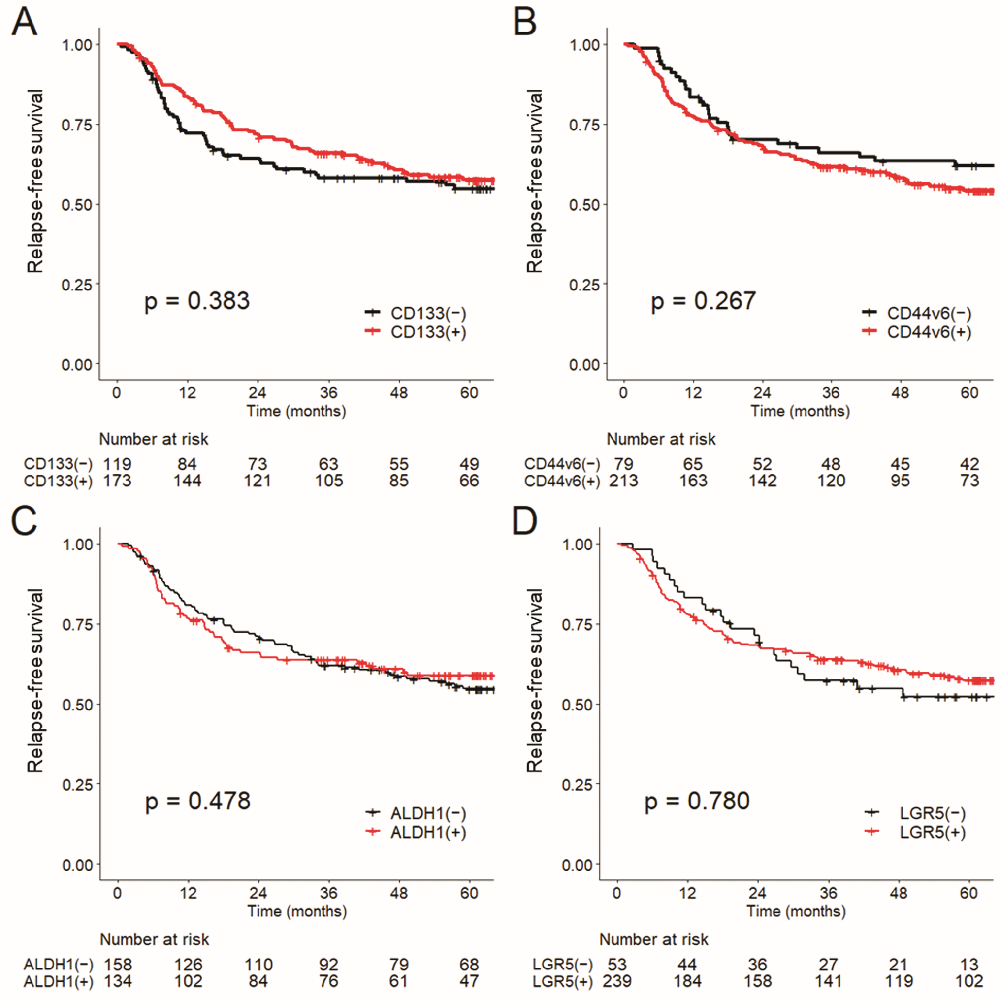 A
Relapse-free survival
1.00
0.75
0.50
0.25
0.00
p = 0.383
CD133(−)
CD133(+)
0 12 24 36 48 60
Time (months)
Number at risk
CD133(−) 119 84 73 63 55 49
CD133(+) 173 144 121 105 85 66
B
Relapse-free survival
1.00
0.75
0.50
0.25
0.00
p = 0.267
CD44v6(−)
CD44v6(+)
0 12 24 36 48 60
Time (months)
Number at risk
CD44v6(−) 79 65 52 48 45 42
CD44v6(+) 213 163 142 120 95 73
C
Relapse-free survival
1.00
0.75
0.50
0.25
0.00
p = 0.478
ALDH1(−)
ALDH1(+)
0 12 24 36 48 60
Time (months)
Number at risk
ALDH1(−) 158 126 110 92 79 68
ALDH1(+) 134 102 84 76 61 47
D
Relapse-free survival
1.00
0.75
0.50
0.25
0.00
p = 0.780
LGR5(−)
LGR5(+)
0 12 24 36 48 60
Time (months)
Number at risk
LGR5(−) 53 44 36 27 21 13
LGR5(+) 239 184 158 141 119 102